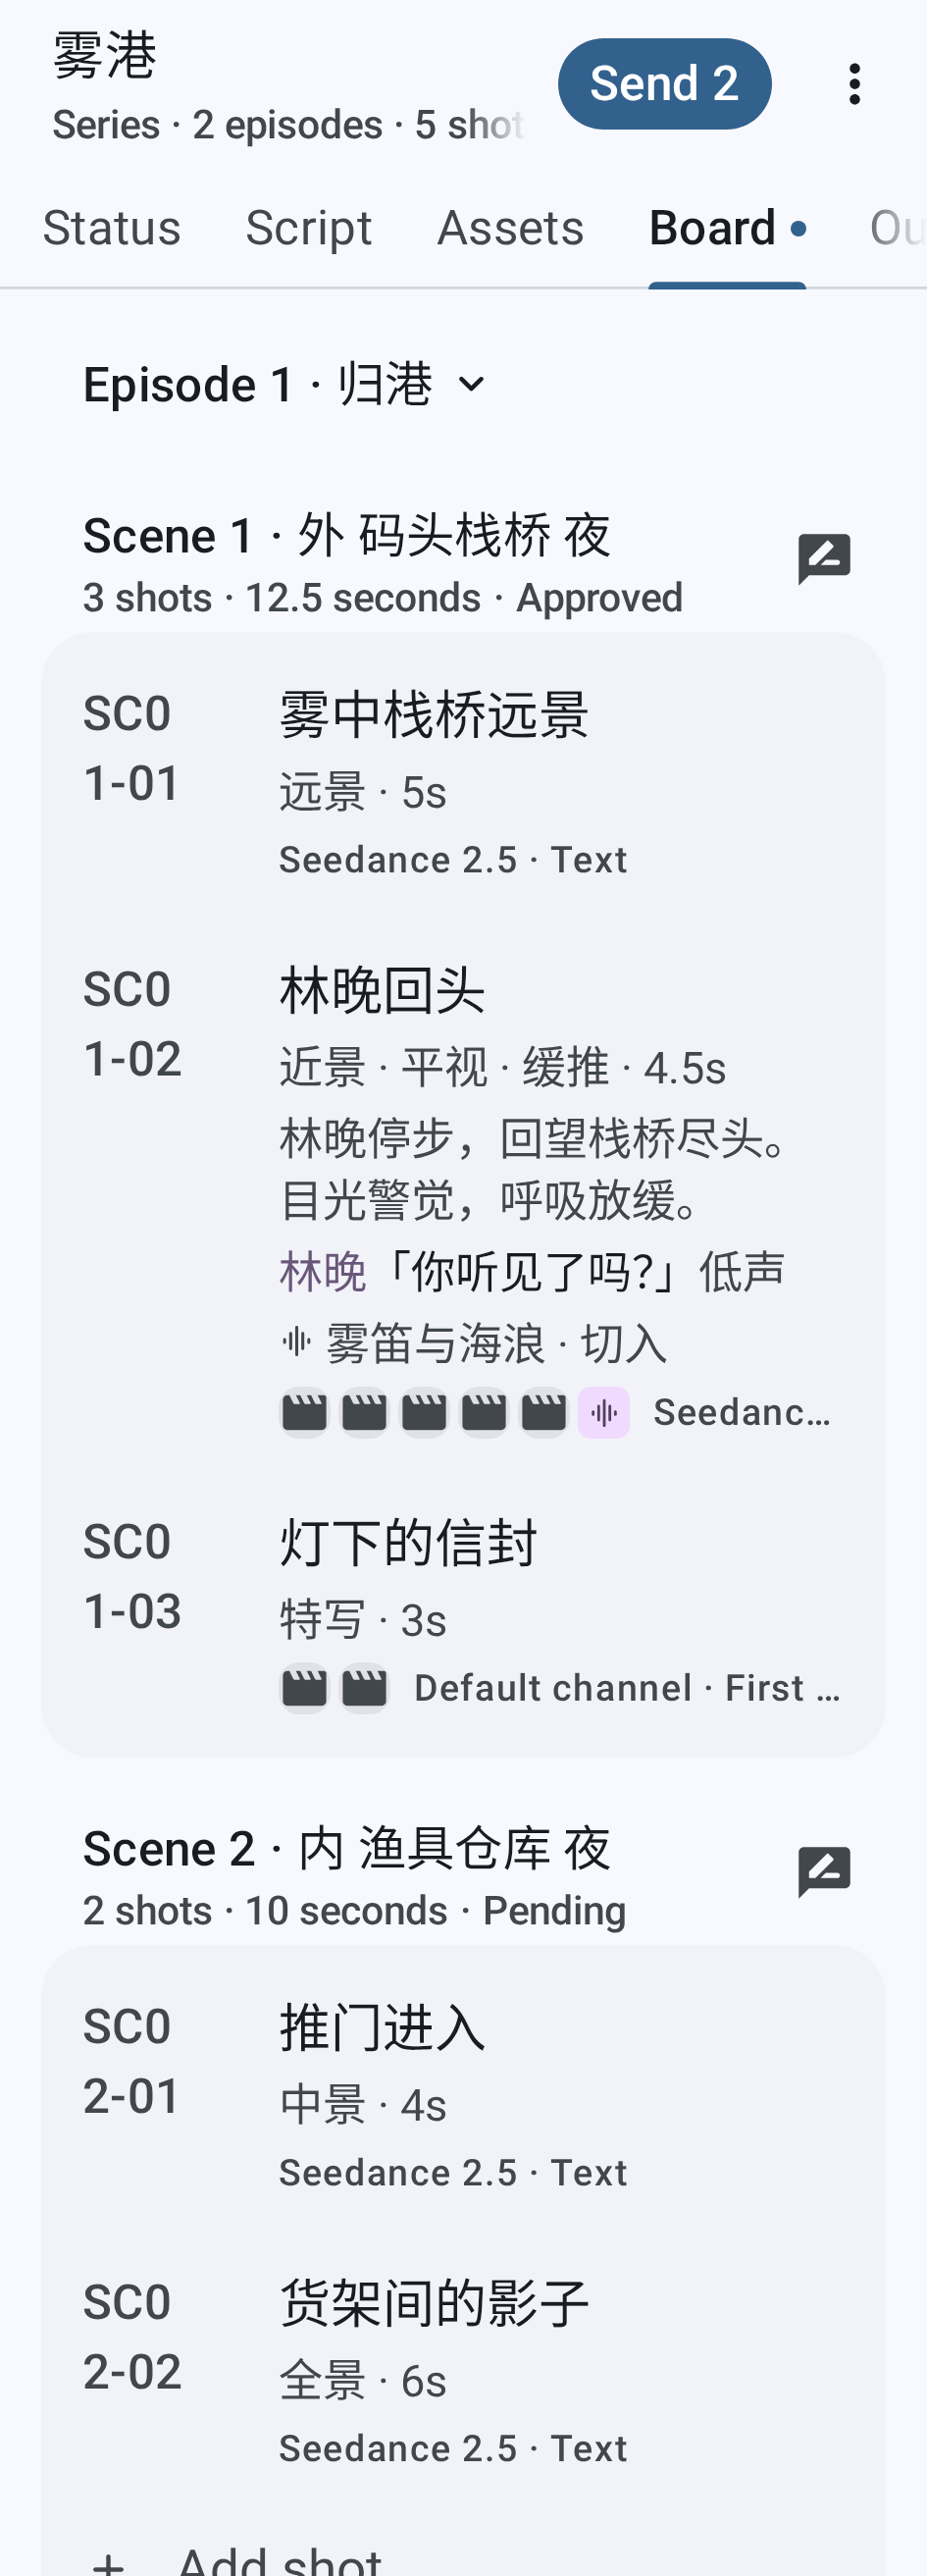 雾港
Send 2
Series · 2 episodes · 5 shot
Status Script Assets Board Ou
Episode 1 · 归港
Scene 1 · 外 码头栈桥 夜
3 shots · 12.5 seconds · Approved
SC0
1-01
雾中栈桥远景
远景 · 5s
Seedance 2.5 · Text
SC0
1-02
林晚回头
近景 · 平视 · 缓推 · 4.5s
林晚停步，回望栈桥尽头。
目光警觉，呼吸放缓。
林晚「你听见了吗？」低声
雾笛与海浪 · 切入
Seedanc…
SC0
1-03
灯下的信封
特写 · 3s
Default channel · First …
Scene 2 · 内 渔具仓库 夜
2 shots · 10 seconds · Pending
SC0
2-01
推门进入
中景 · 4s
Seedance 2.5 · Text
SC0
2-02
货架间的影子
全景 · 6s
Seedance 2.5 · Text
+ Add shot